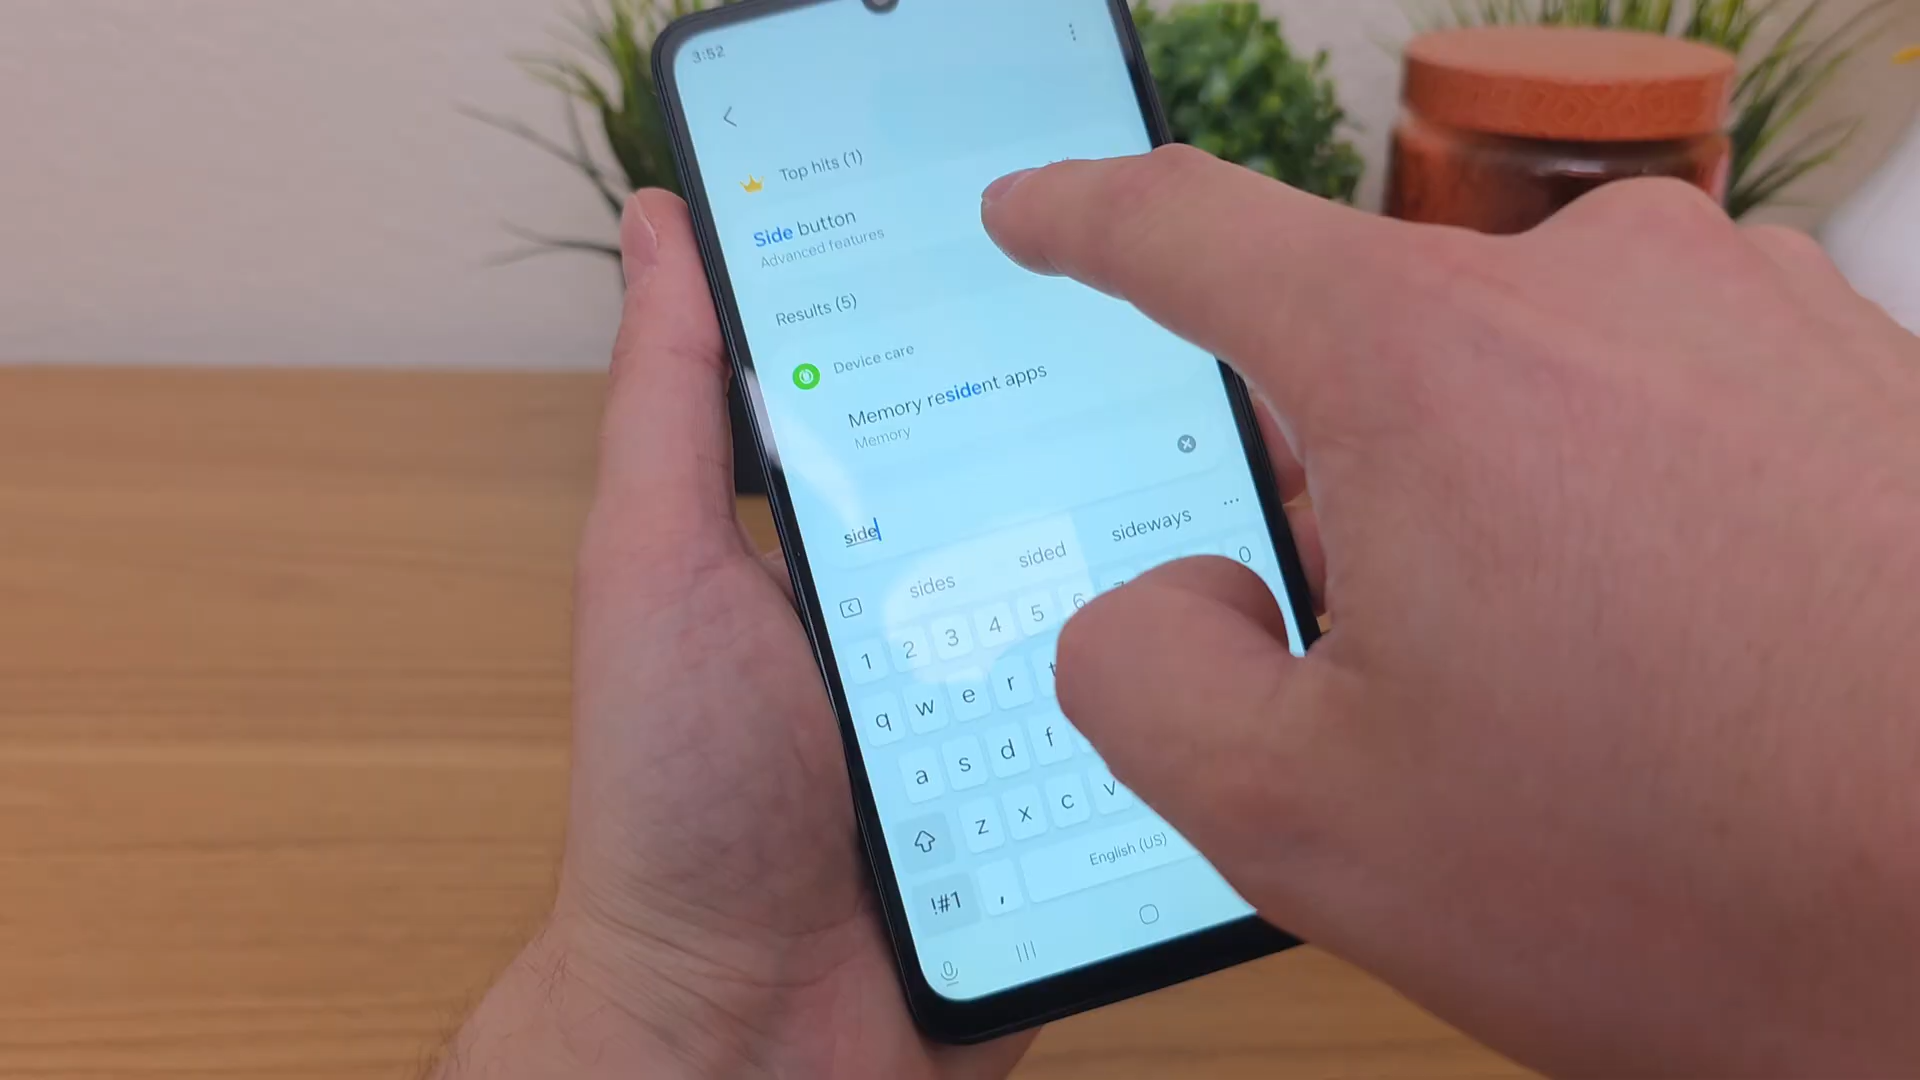 3:52
Top hits (1)
Side button
Advanced features
Results (5)
Device care
Memory resident apps
Memory
side
sides sided sideways
1 2 3 4 5 6 0
q w e r t
a s d f
z x c v
!#1 , English (US)